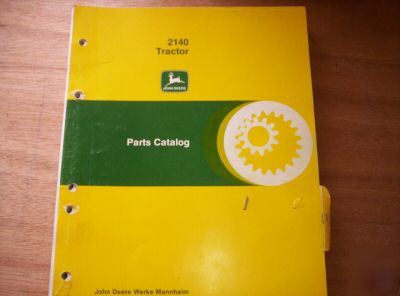 2140
Tractor
JOHN DEERE
Parts Catalog
John Deere Werke Mannheim